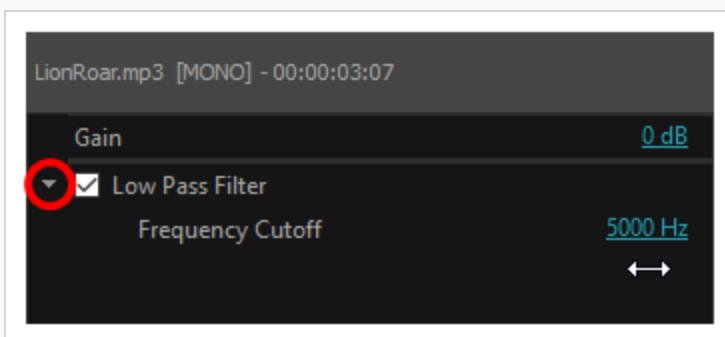 LionRoar.mp3 [MONO] - 00:00:03:07
Gain 0 dB
Low Pass Filter
Frequency Cutoff 5000 Hz